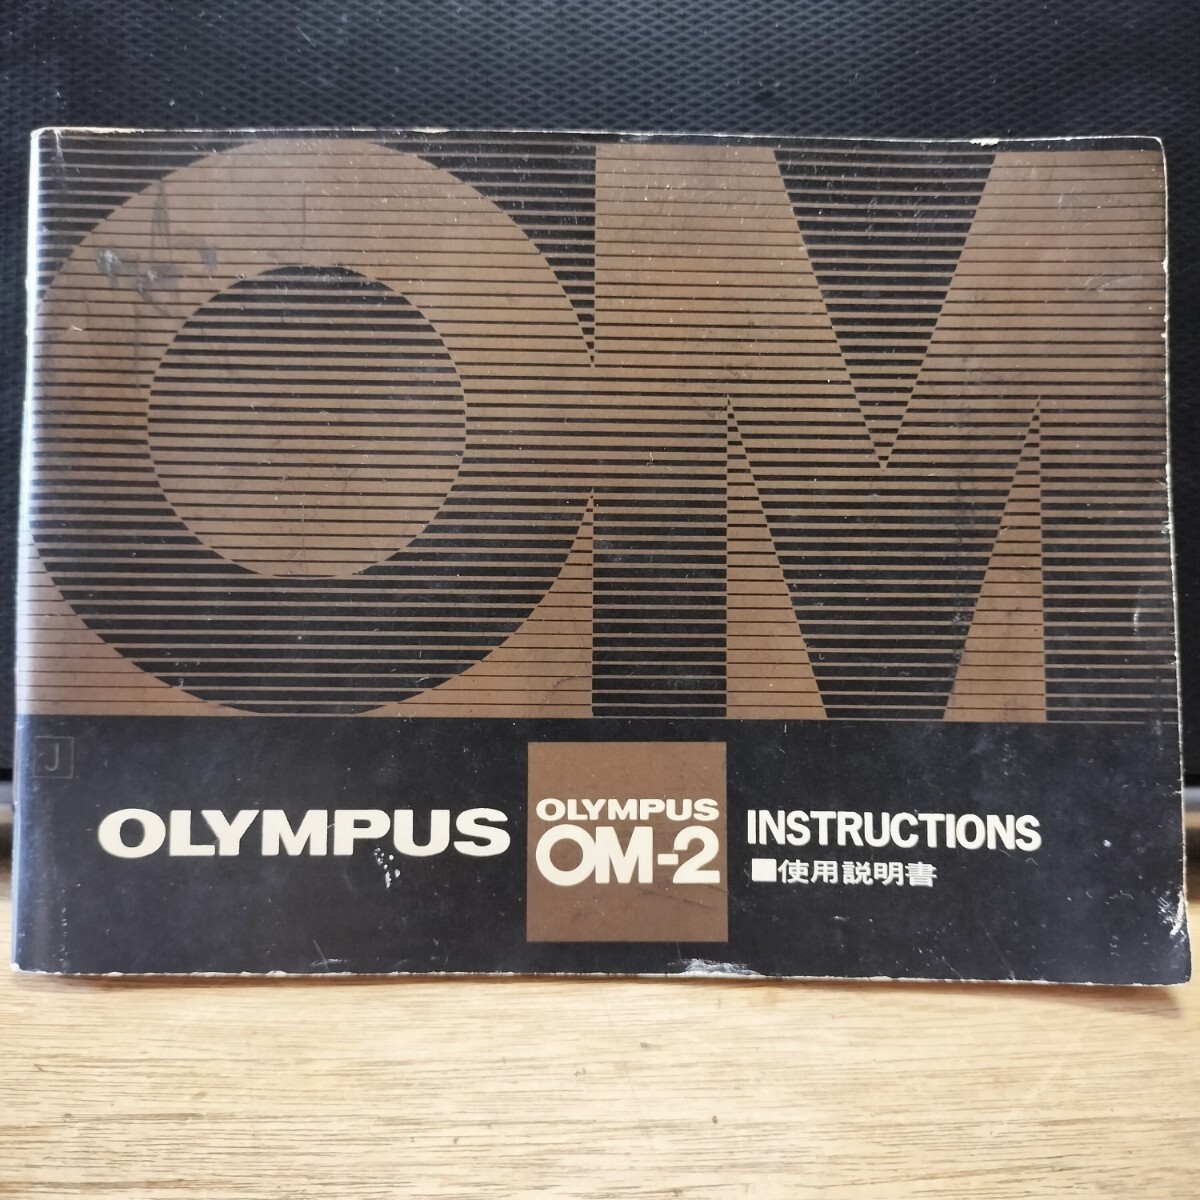 OM
J
OLYMPUS
OLYMPUS
OM-2
INSTRUCTIONS
■使用説明書